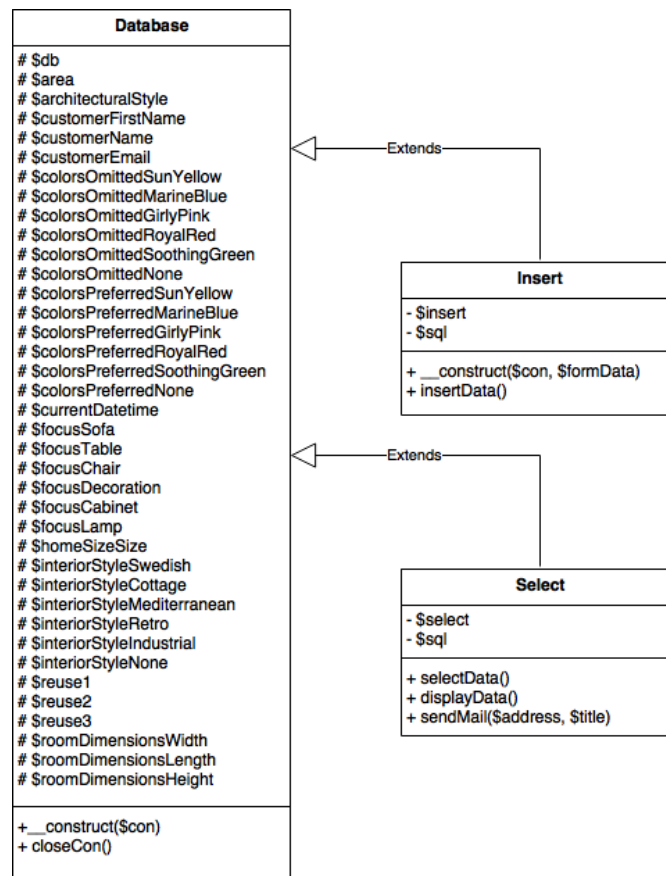 Database
# $db
# $area
# $architecturalStyle
# $customerFirstName
# $customerName
# $customerEmail
# $colorsOmittedSunYellow
# $colorsOmittedMarineBlue
# $colorsOmittedGirlyPink
# $colorsOmittedRoyalRed
# $colorsOmittedSoothingGreen
# $colorsOmittedNone
# $colorsPreferredSunYellow
# $colorsPreferredMarineBlue
# $colorsPreferredGirlyPink
# $colorsPreferredRoyalRed
# $colorsPreferredSoothingGreen
# $colorsPreferredNone
# $currentDatetime
# $focusSofa
# $focusTable
# $focusChair
# $focusDecoration
# $focusCabinet
# $focusLamp
# $homeSizeSize
# $interiorStyleSwedish
# $interiorStyleCottage
# $interiorStyleMediterranean
# $interiorStyleRetro
# $interiorStyleIndustrial
# $interiorStyleNone
# $reuse1
# $reuse2
# $reuse3
# $roomDimensionsWidth
# $roomDimensionsLength
# $roomDimensionsHeight
+__construct($con)
+ closeCon()
Extends
Insert
- $insert
- $sql
+ __construct($con, $formData)
+ insertData()
Extends
Select
- $select
- $sql
+ selectData()
+ displayData()
+ sendMail($address, $title)